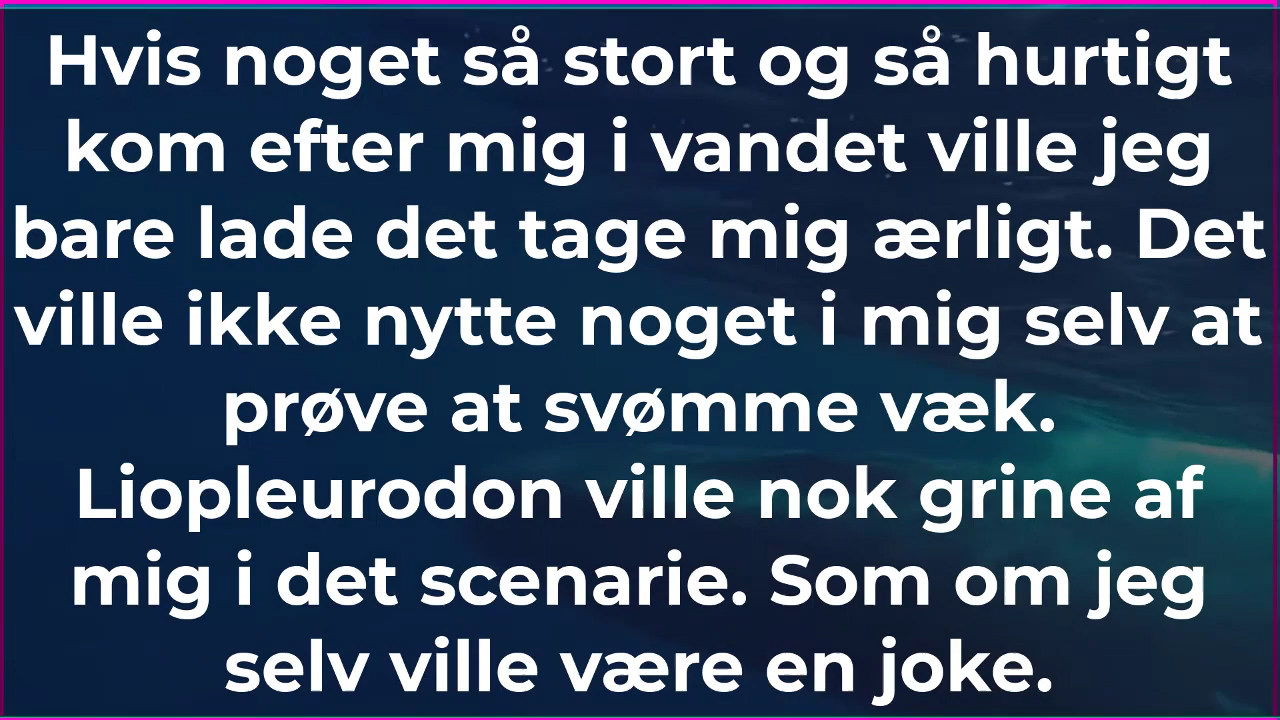 Hvis noget så stort og så hurtigt
kom efter mig i vandet ville jeg
bare lade det tage mig ærligt. Det
ville ikke nytte noget i mig selv at
prøve at svømme væk.
Liopleurodon ville nok grine af
mig i det scenarie. Som om jeg
selv ville være en joke.